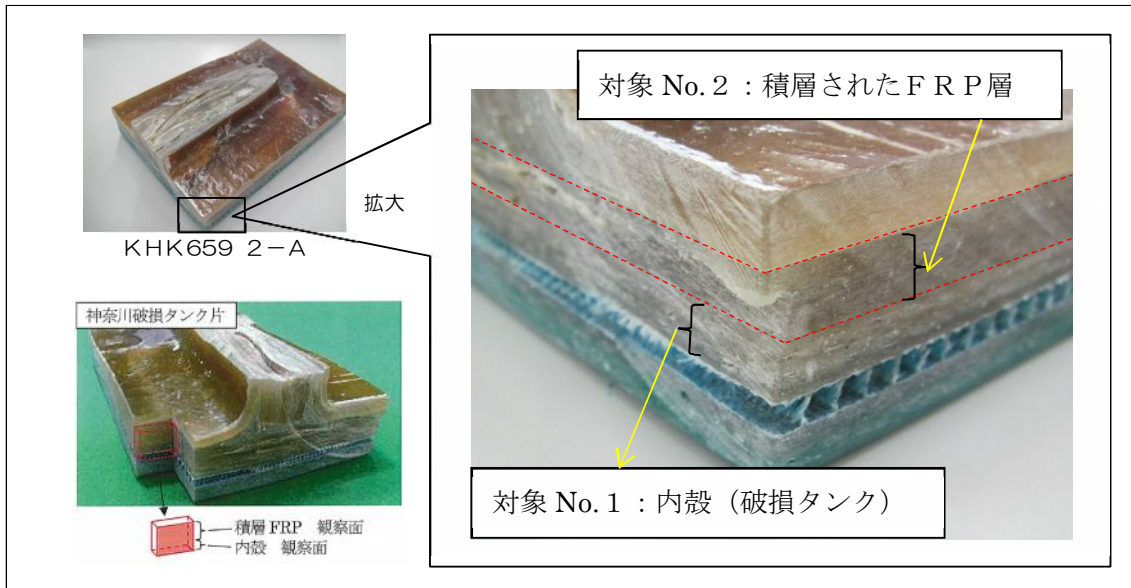 対象 No.２：積層されたＦＲＰ層
拡大
ＫＨＫ659 ２－Ａ
神奈川破損タンク片
積層 FRP 観察面
内殻 観察面
対象 No.１：内殻（破損タンク）